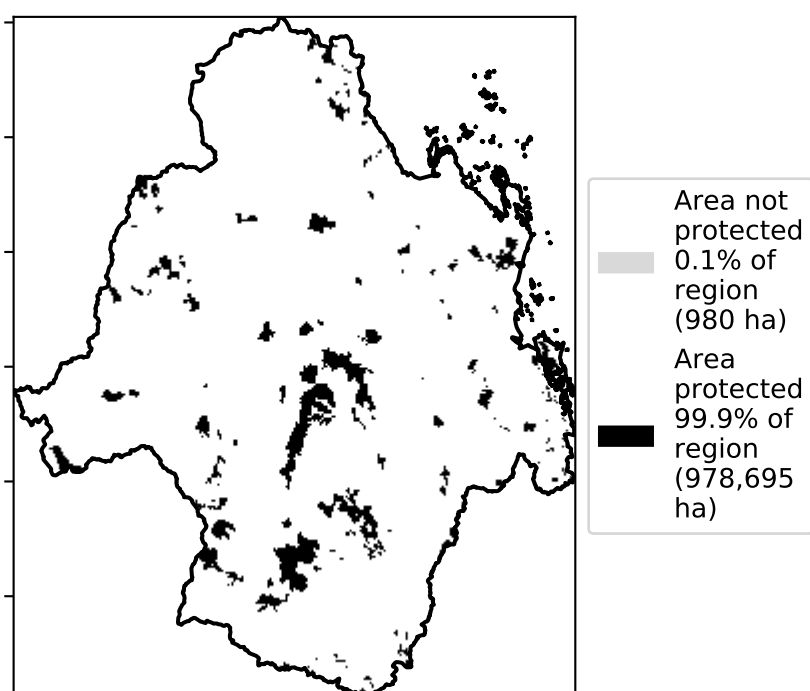 Area not
protected
0.1% of
region
(980 ha)
Area
protected
99.9% of
region
(978,695
ha)